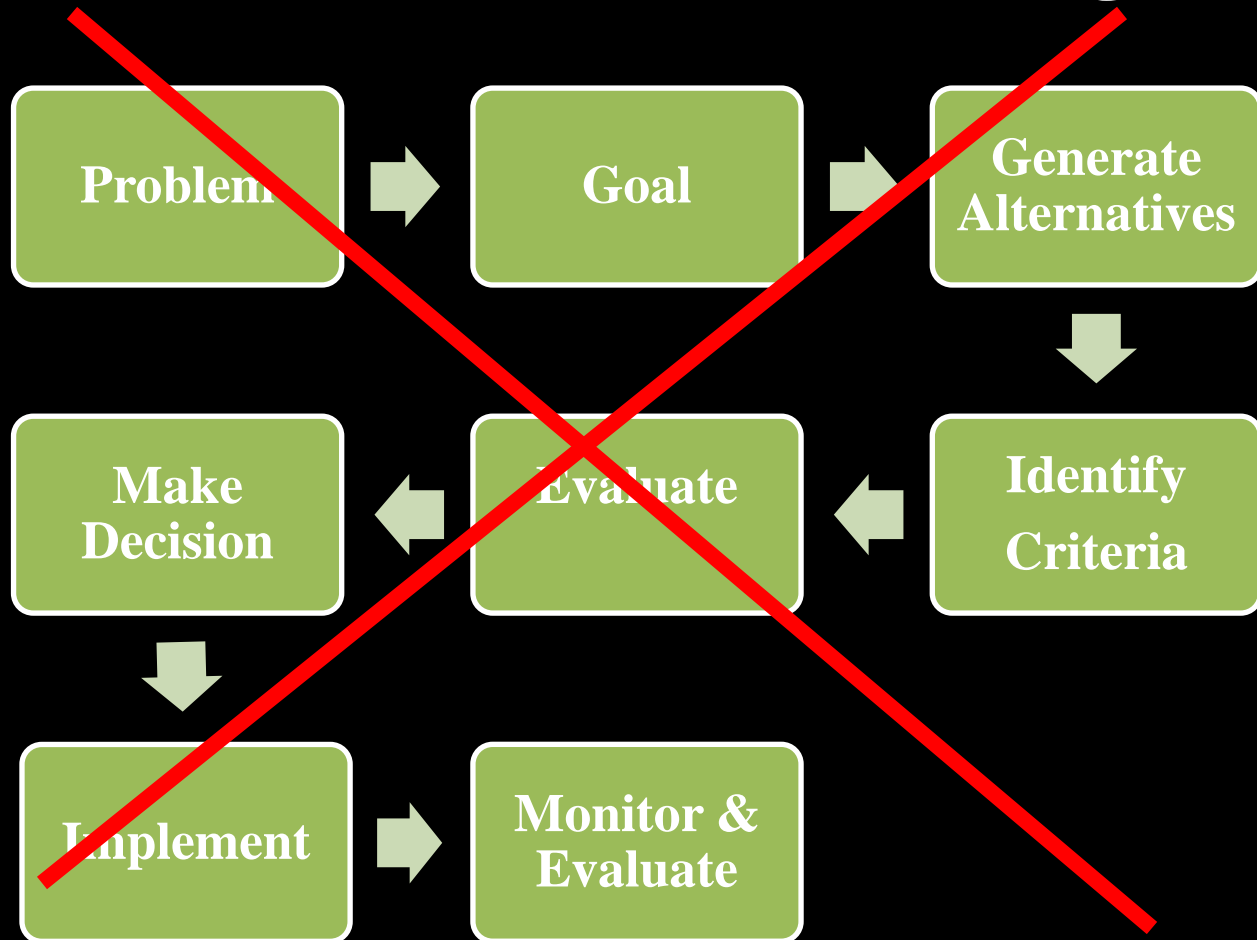 Problem
Goal
Generate
Alternatives
Identify
Criteria
Evaluate
Make
Decision
Implement
Monitor &
Evaluate